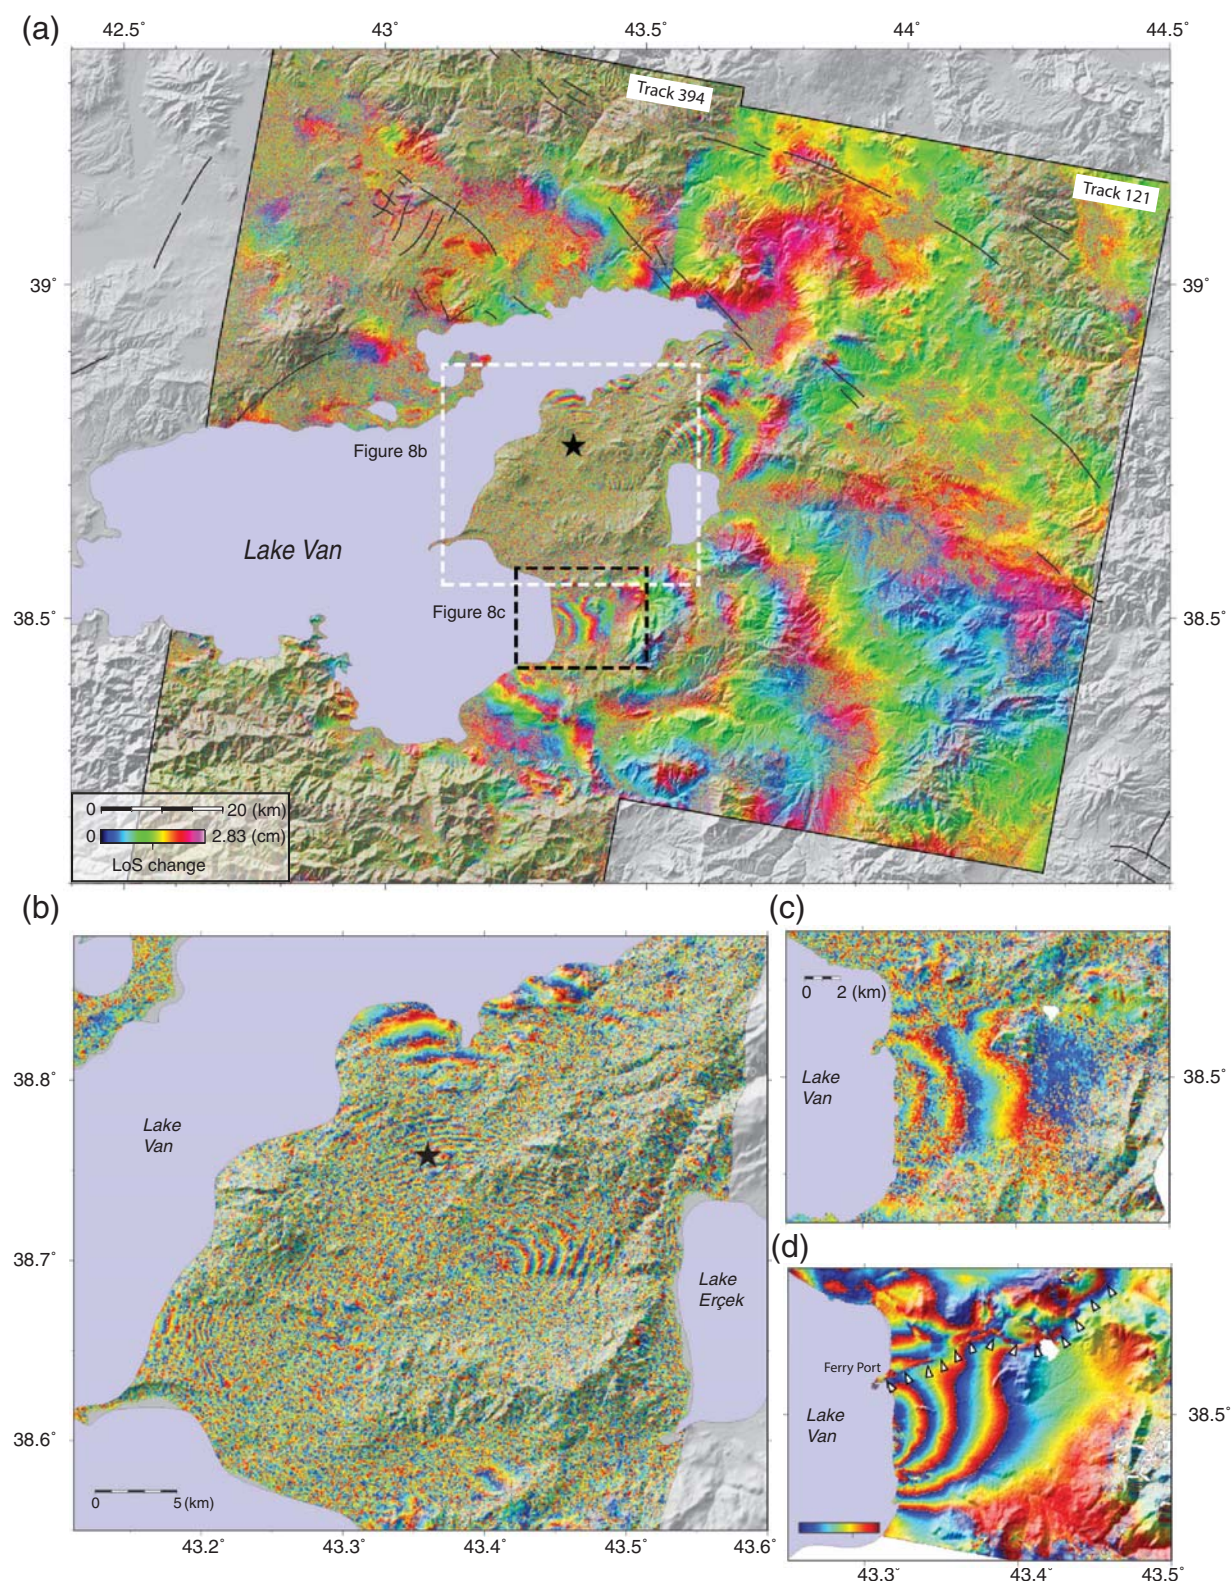 (a)
42.5°
43°
43.5°
44°
44.5°
Track 394
Track 121
39°
39°
Figure 8b
Lake Van
Figure 8c
38.5°
38.5°
0 20 (km)
0 2.83 (cm)
LoS change
(b)
(c)
0 2 (km)
38.8°
Lake
Van
38.5°
Lake
Van
38.7°
(d)
Lake
Erçek
Ferry Port
Lake
Van
38.5°
38.6°
0 5 (km)
43.2°
43.3°
43.4°
43.5°
43.6°
43.3°
43.4°
43.5°